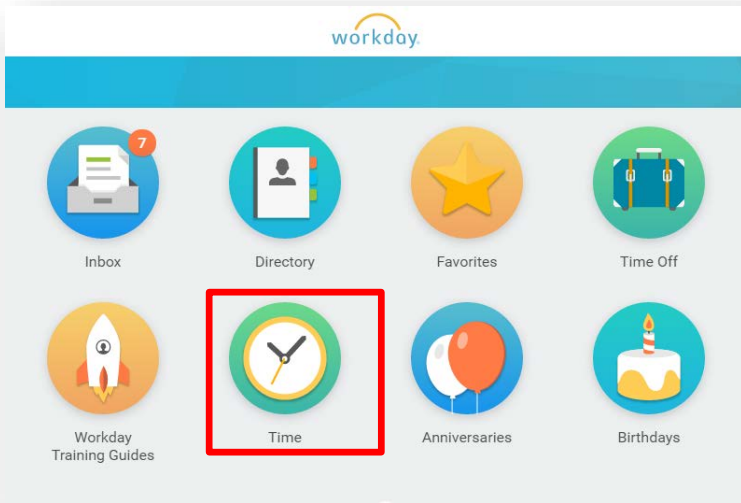 workday.
7
Inbox
Directory
Favorites
Time Off
Workday
Training Guides
Time
Anniversaries
Birthdays